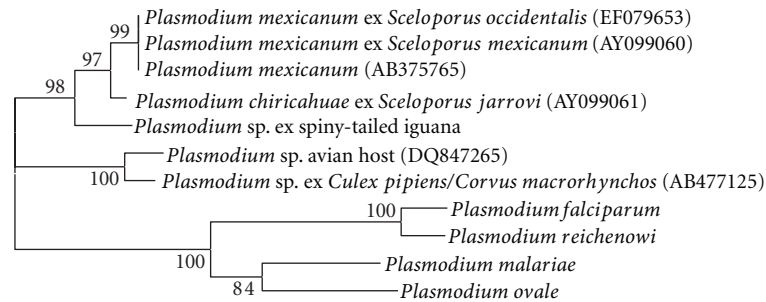 Plasmodium mexicanum ex Sceloporus occidentalis (EF079653)
99
Plasmodium mexicanum ex Sceloporus mexicanum (AY099060)
97
Plasmodium mexicanum (AB375765)
98
Plasmodium chiricahuae ex Sceloporus jarrovi (AY099061)
Plasmodium sp. ex spiny-tailed iguana
Plasmodium sp. avian host (DQ847265)
100
Plasmodium sp. ex Culex pipiens/Corvus macrorhynchos (AB477125)
100
Plasmodium falciparum
Plasmodium reichenowi
100
Plasmodium malariae
84
Plasmodium ovale